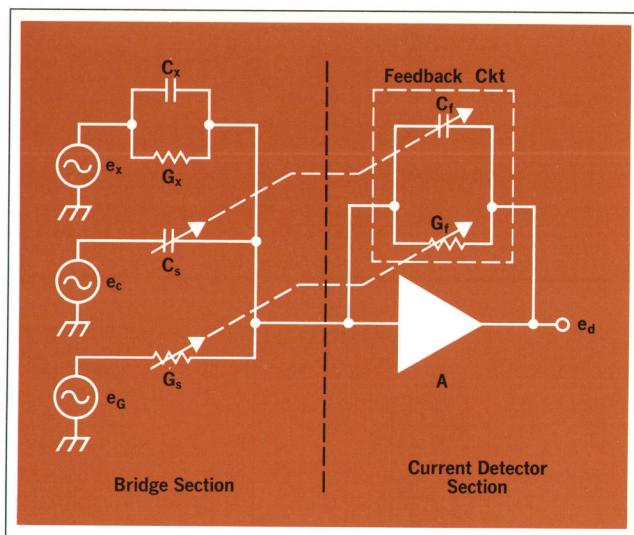 Feedback Ckt
Cx
Cf
ex
Gx
Gf
Cs
ec
ed
A
Gs
eG
Bridge Section
Current Detector
Section